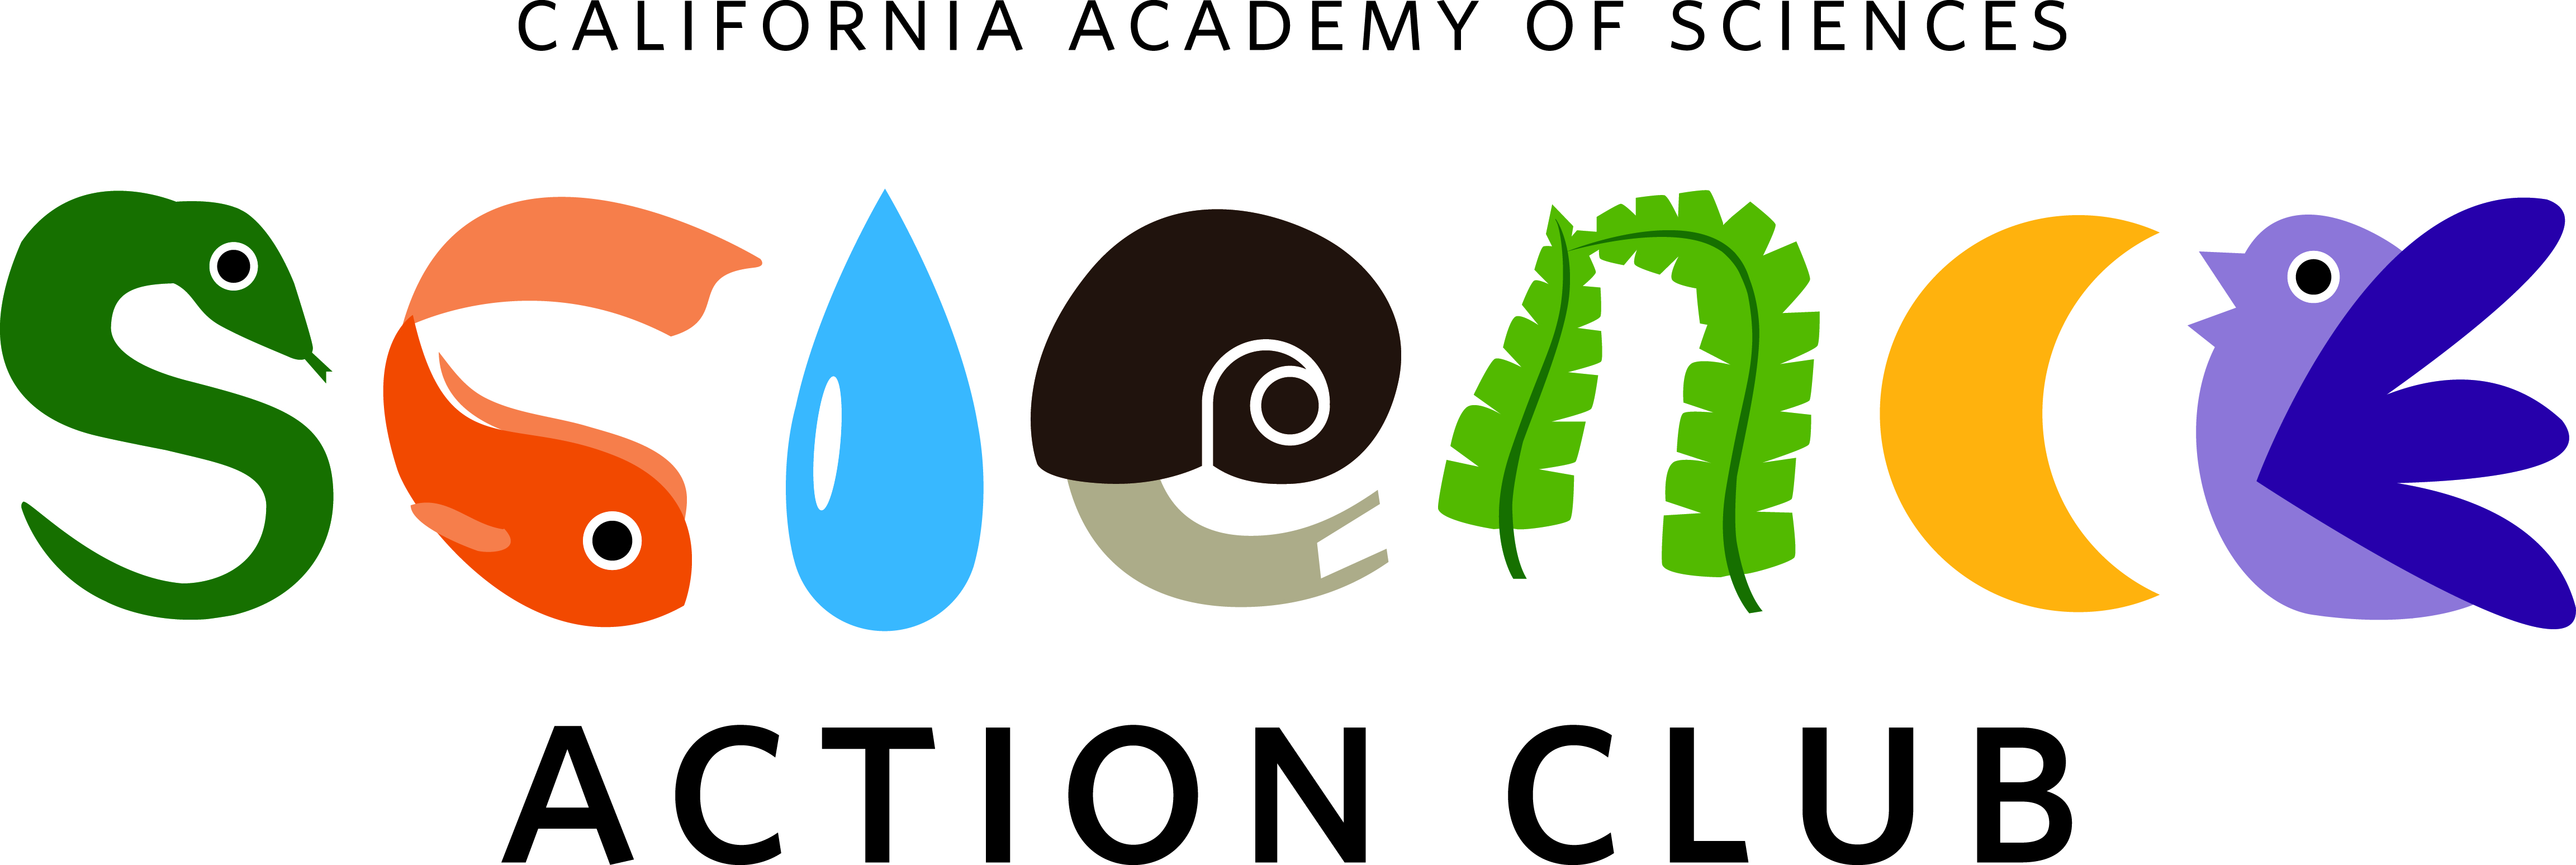 CALIFORNIA ACADEMY OF SCIENCES
SCIenCE
ACTION CLUB